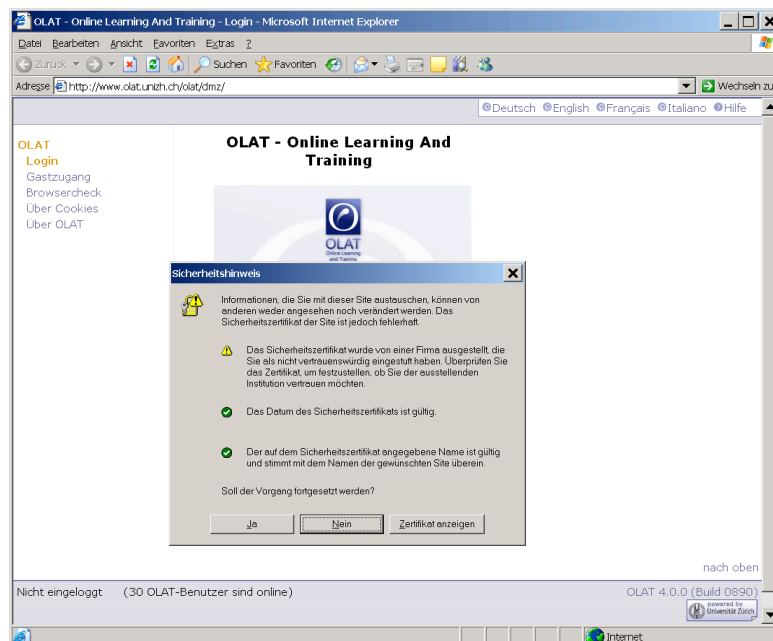 OLAT - Online Learning And Training - Login - Microsoft Internet Explorer
Datei Bearbeiten Ansicht Favoriten Extras ?
Zurück Suchen Favoriten
Adresse http://www.olat.unizh.ch/olat/dmz/ Wechseln zu
Deutsch English Français Italiano Hilfe
OLAT
Login
Gastzugang
Browsercheck
Über Cookies
Über OLAT
OLAT - Online Learning And
Training
OLAT
Online Learning
and Training
Sicherheitshinweis
Informationen, die Sie mit dieser Site austauschen, können von
anderen weder angesehen noch verändert werden. Das
Sicherheitszertifikat der Site ist jedoch fehlerhaft.
Das Sicherheitszertifikat wurde von einer Firma ausgestellt, die
Sie als nicht vertrauenswürdig eingestuft haben. Überprüfen Sie
das Zertifikat, um festzustellen, ob Sie der ausstellenden
Institution vertrauen möchten.
Das Datum des Sicherheitszertifikats ist gültig.
Der auf dem Sicherheitszertifikat angegebene Name ist gültig
und stimmt mit dem Namen der gewünschten Site überein.
Soll der Vorgang fortgesetzt werden?
Ja Nein Zertifikat anzeigen
nach oben
Nicht eingeloggt (30 OLAT-Benutzer sind online) OLAT 4.0.0 (Build 0890)
powered by
Universität Zürich
Internet